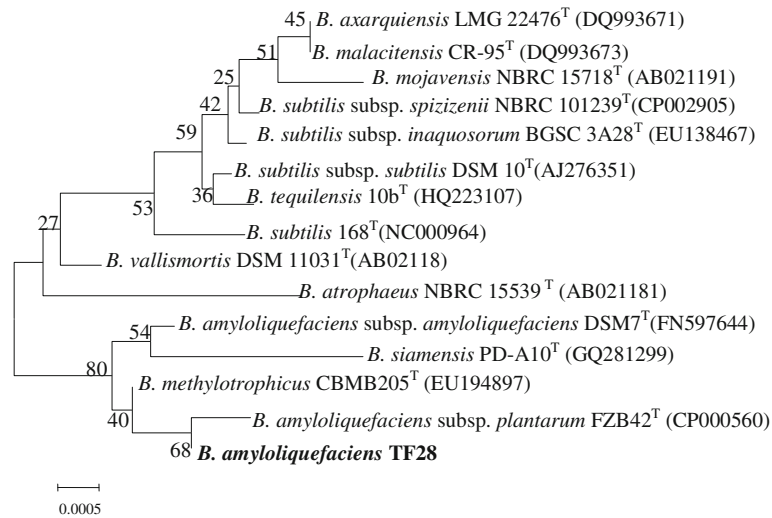 45 B. axarquiensis LMG 22476T (DQ993671)
51 B. malacitensis CR-95T (DQ993673)
25 B. mojavensis NBRC 15718T (AB021191)
42 B. subtilis subsp. spizizenii NBRC 101239T(CP002905)
59 B. subtilis subsp. inaquosorum BGSC 3A28T (EU138467)
B. subtilis subsp. subtilis DSM 10T(AJ276351)
36 B. tequilensis 10bT (HQ223107)
53 B. subtilis 168T(NC000964)
27
B. vallismortis DSM 11031T(AB02118)
B. atrophaeus NBRC 15539 T (AB021181)
54 B. amyloliquefaciens subsp. amyloliquefaciens DSM7T(FN597644)
B. siamensis PD-A10T (GQ281299)
80 B. methylotrophicus CBMB205T (EU194897)
40 B. amyloliquefaciens subsp. plantarum FZB42T (CP000560)
68 B. amyloliquefaciens TF28
0.0005